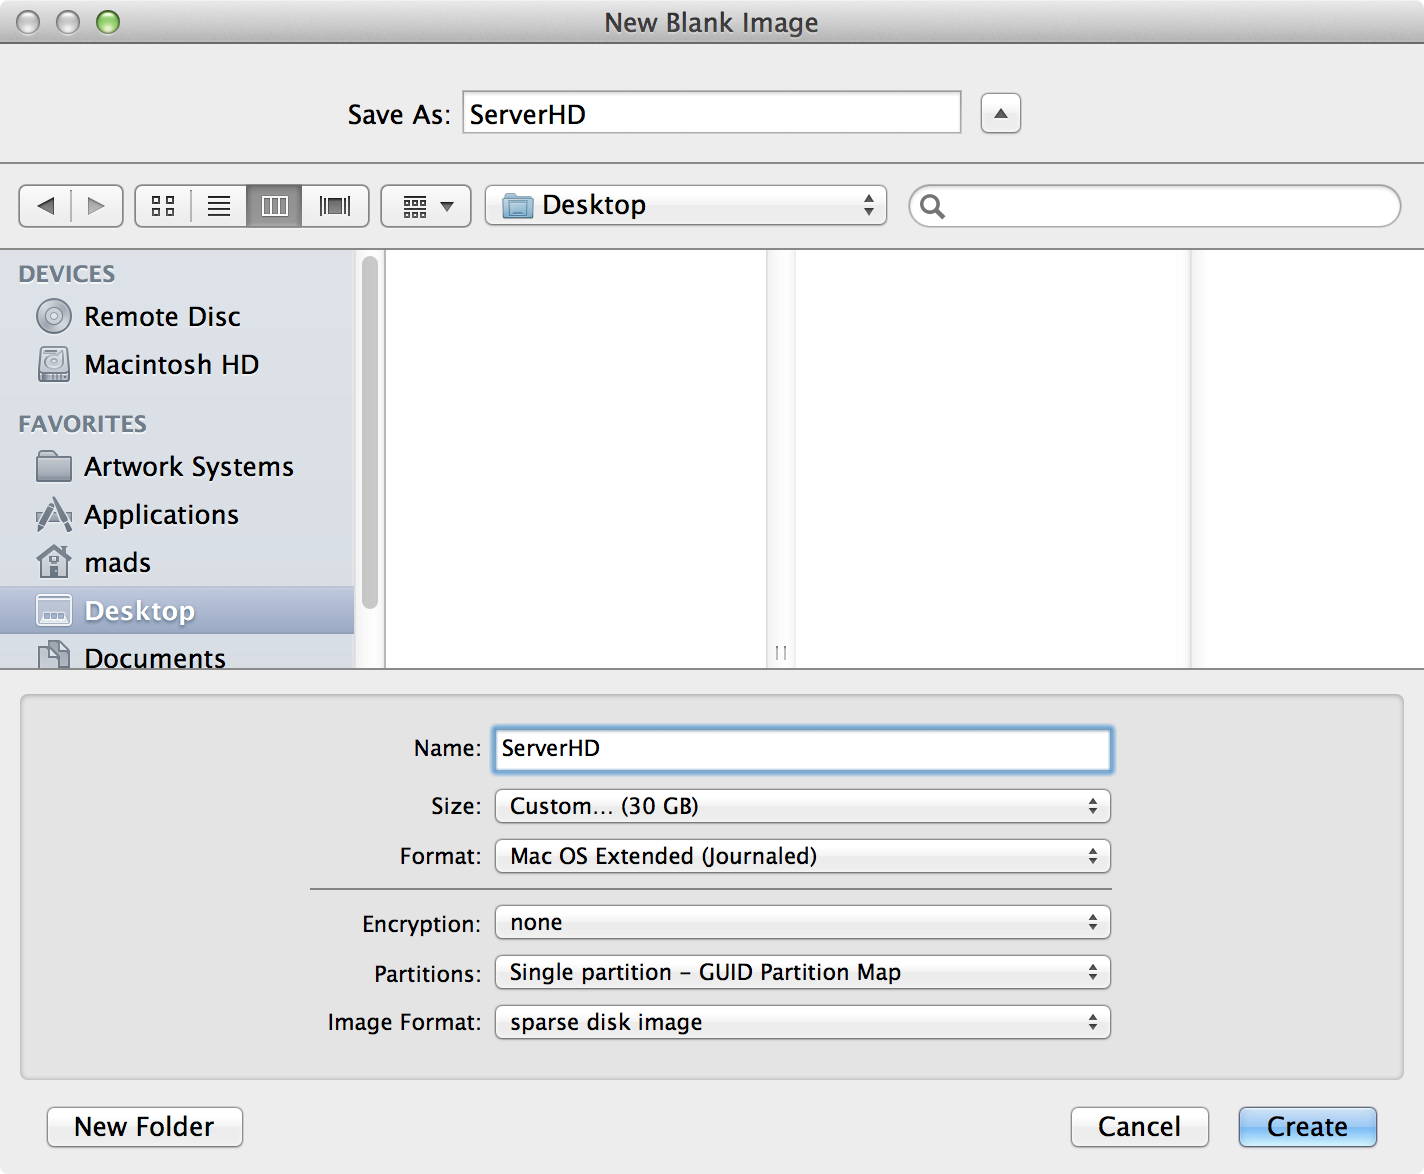 New Blank Image
Save As: ServerHD
Desktop
DEVICES
Remote Disc
Macintosh HD
FAVORITES
Artwork Systems
Applications
mads
Desktop
Documents
Name: ServerHD
Size: Custom... (30 GB)
Format: Mac OS Extended (Journaled)
Encryption: none
Partitions: Single partition – GUID Partition Map
Image Format: sparse disk image
New Folder Cancel Create